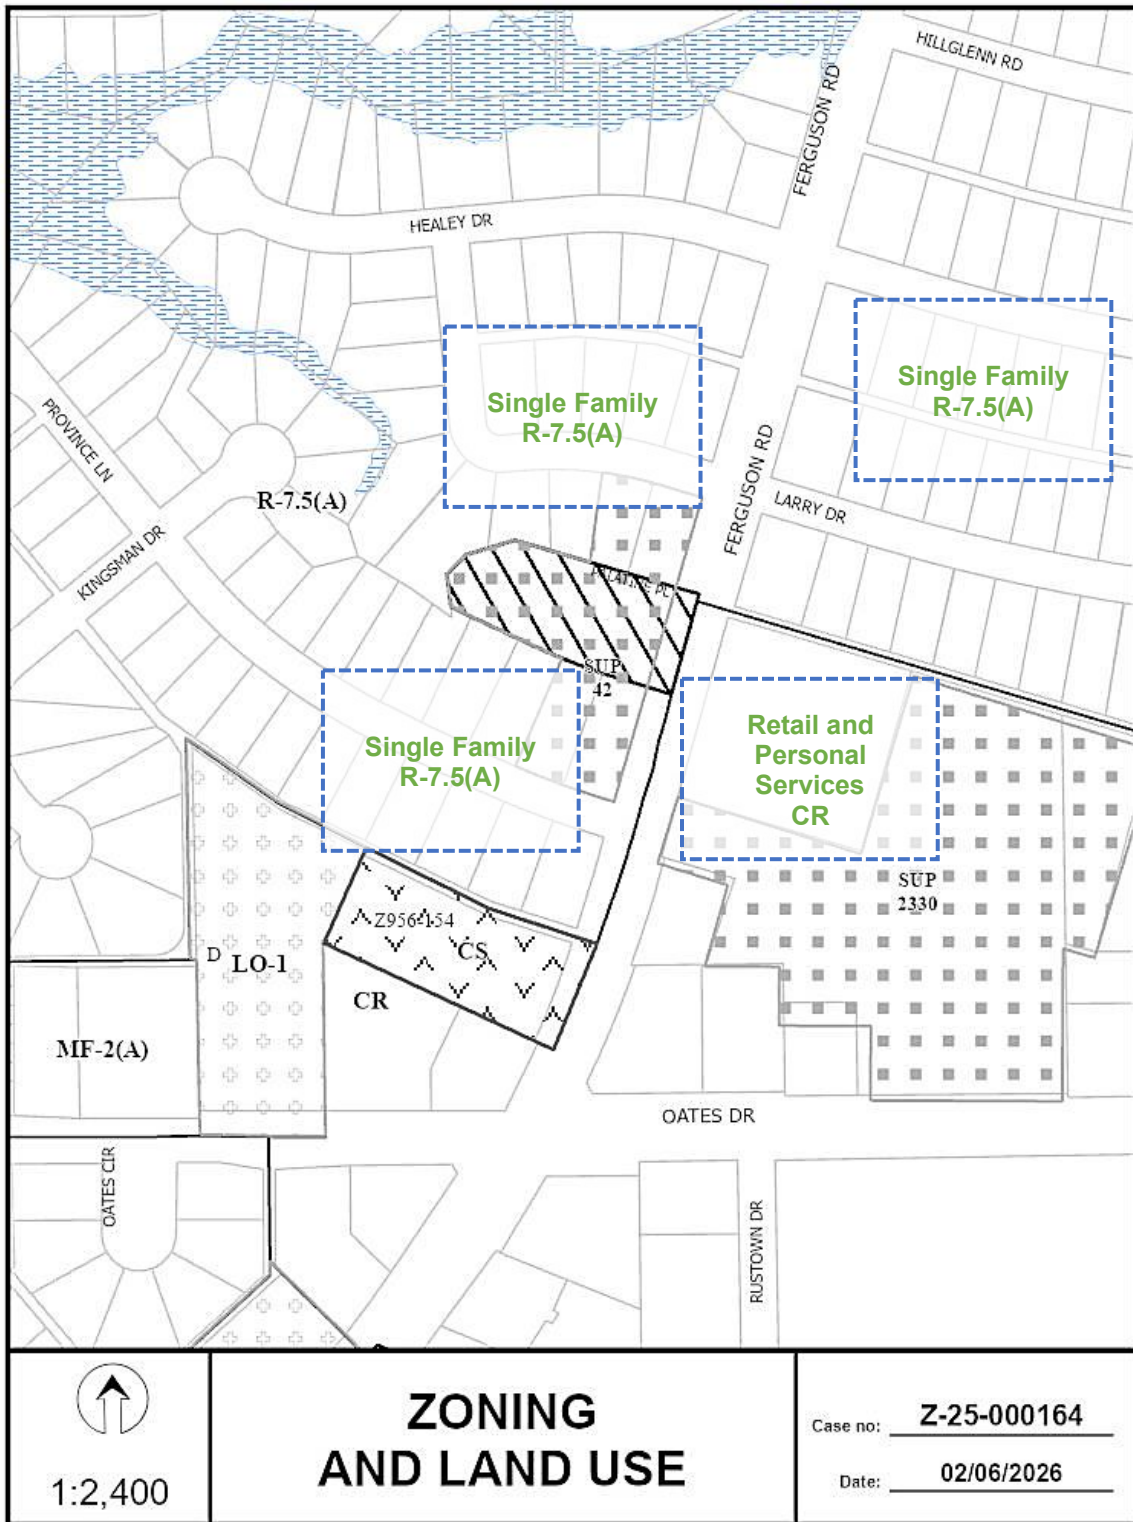 HILLGLENN RD
FERGUSON RD
HEALEY DR
Single Family
R-7.5(A)
Single Family
R-7.5(A)
PROVINCE LN
R-7.5(A)
FERGUSON RD
LARRY DR
KINGSMAN DR
PALATINE PL
SUP
42
Single Family
R-7.5(A)
Retail and
Personal
Services
CR
SUP
2330
Z956-154
CS
D
LO-1
CR
MF-2(A)
OATES DR
OATES CIR
RUSTOWN DR
1:2,400
ZONING
AND LAND USE
Case no: Z-25-000164
Date: 02/06/2026